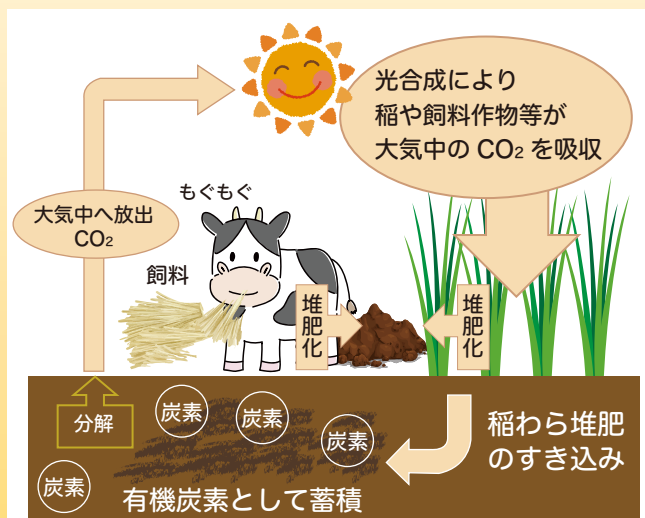 光合成により
稲や飼料作物等が
大気中の CO₂ を吸収
大気中へ放出
CO₂
もぐもぐ
飼料
堆肥化
堆肥化
分解
炭素
炭素
炭素
炭素
稲わら堆肥
のすき込み
有機炭素として蓄積